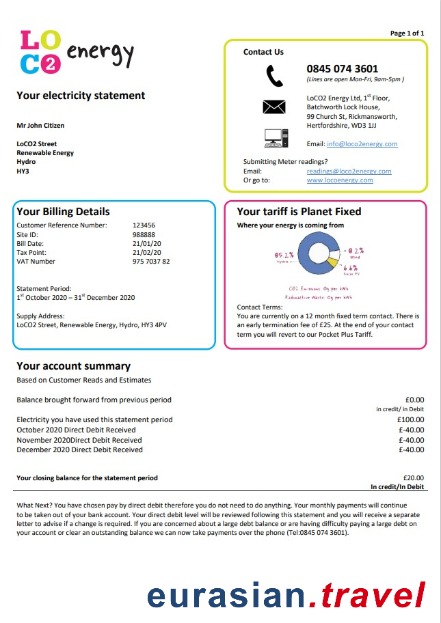 Page 1 of 1
LO
CO2 energy
Contact Us
0845 074 3601
(Lines are open Mon-Fri, 9am-5pm )
Your electricity statement
LoCO2 Energy Ltd, 1st Floor,
Batchworth Lock House,
99 Church St, Rickmansworth,
Hertfordshire, WD3 1JJ
Mr John Citizen
LoCO2 Street
Renewable Energy
Hydro
HY3
Email: info@loco2energy.com
Submitting Meter readings?
Email: readings@loco2energy.com
Or go to: www.locoenergy.com
Your Billing Details
Customer Reference Number: 123456
Site ID: 988888
Bill Date: 21/01/20
Tax Point: 21/02/20
VAT Number 975 7037 82
Statement Period:
1st October 2020 – 31st December 2020
Supply Address:
LoCO2 Street, Renewable Energy, Hydro, HY3 4PV
Your tariff is Planet Fixed
Where your energy is coming from
89.2%
8.2%
Wind
Contact Terms:
You are currently on a 12 month fixed term contact. There is
an early termination fee of £25. At the end of your contact
term you will revert to our Pocket Plus Tariff.
Your account summary
Based on Customer Reads and Estimates
Balance brought forward from previous period £0.00
In credit/ in Debit
Electricity you have used this statement period £100.00
October 2020 Direct Debit Received £-40.00
November 2020Direct Debit Received £-40.00
December 2020 Direct Debit Received £-40.00
Your closing balance for the statement period £20.00
In Credit/In Debit
What Next? You have chosen pay by direct debit therefore you do not need to do anything. Your monthly payments will continue
to be taken out of your bank account. Your direct debit level will be reviewed following this statement and you will receive a separate
letter to advise if a change is required. If you are concerned about a large debt balance or are having difficulty paying a large debt on
your account or clear an outstanding balance we can now take payments over the phone (Tel:0845 074 3601).
eurasian.travel